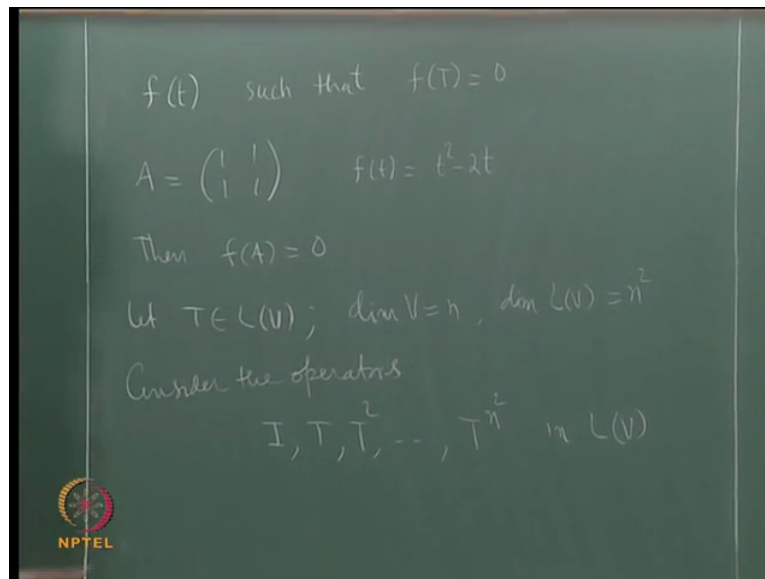 f(t) such that f(T) = 0
A = (1 1
1 1) f(t) = t² - 2t
Then f(A) = 0
Let T ∈ L(V); dim V = n, dim L(V) = n²
Consider the operators
I, T, T², --, T^{n²} in L(V)
NPTEL